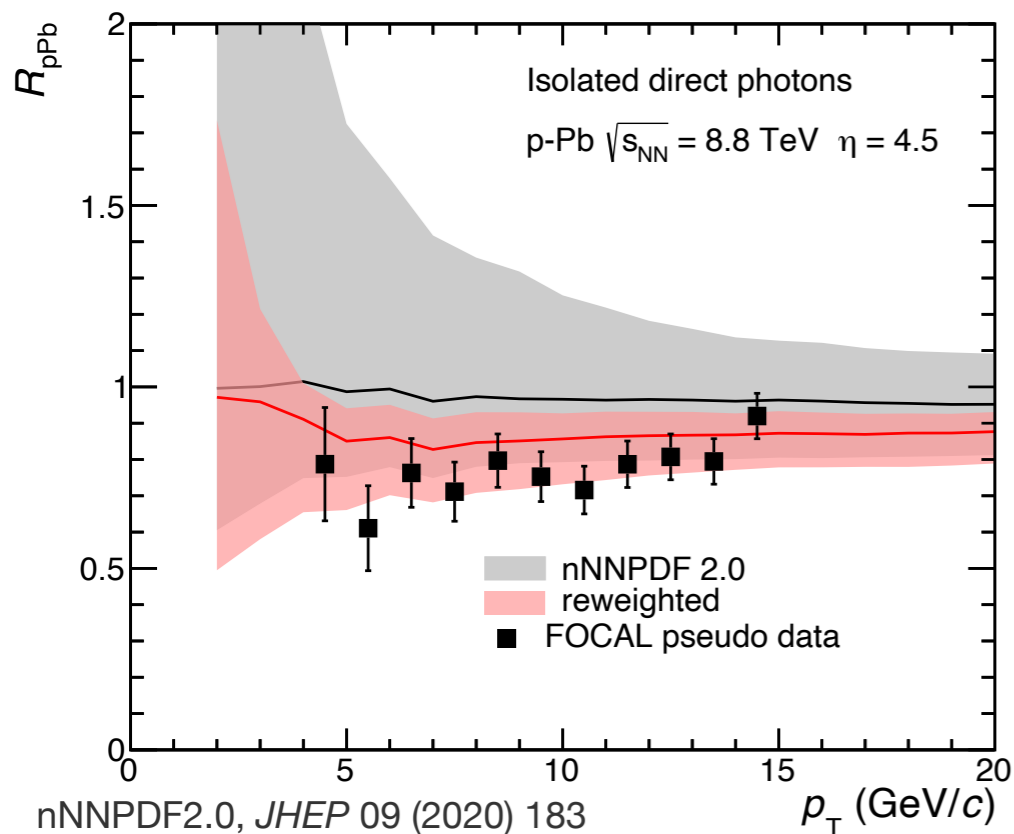 R_pPb
2
1.5
1
0.5
0
Isolated direct photons
p-Pb √s_NN = 8.8 TeV η = 4.5
nNNPDF 2.0
reweighted
FOCAL pseudo data
0 5 10 15 20
p_T (GeV/c)
nNNPDF2.0, JHEP 09 (2020) 183